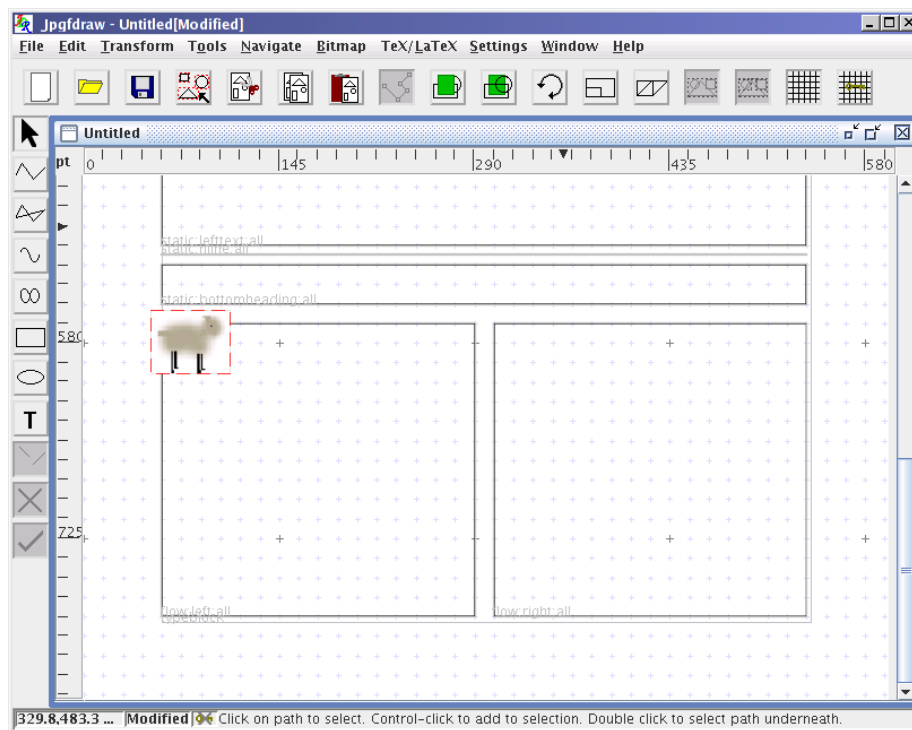 Jpgfdraw - Untitled[Modified]
File Edit Transform Tools Navigate Bitmap TeX/LaTeX Settings Window Help
Untitled
pt 0 145 290 435 580
static:lefttext:all
static:hline:all
static:bottomheading:all
580
725
flow:left:all flow:right:all
typeblock
T
329.8,483.3 ... Modified Click on path to select. Control-click to add to selection. Double click to select path underneath.